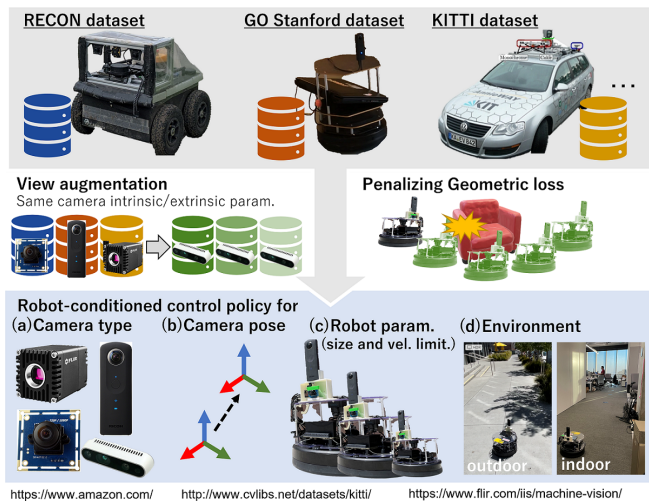 RECON dataset
GO Stanford dataset
KITTI dataset
...
View augmentation
Same camera intrinsic/extrinsic param.
Penalizing Geometric loss
Robot-conditioned control policy for
(a)Camera type
(b)Camera pose
(c) Robot param.
(size and vel. limit.)
(d)Environment
outdoor
indoor
https://www.amazon.com/
http://www.cvlibs.net/datasets/kitti/
https://www.flir.com/iis/machine-vision/